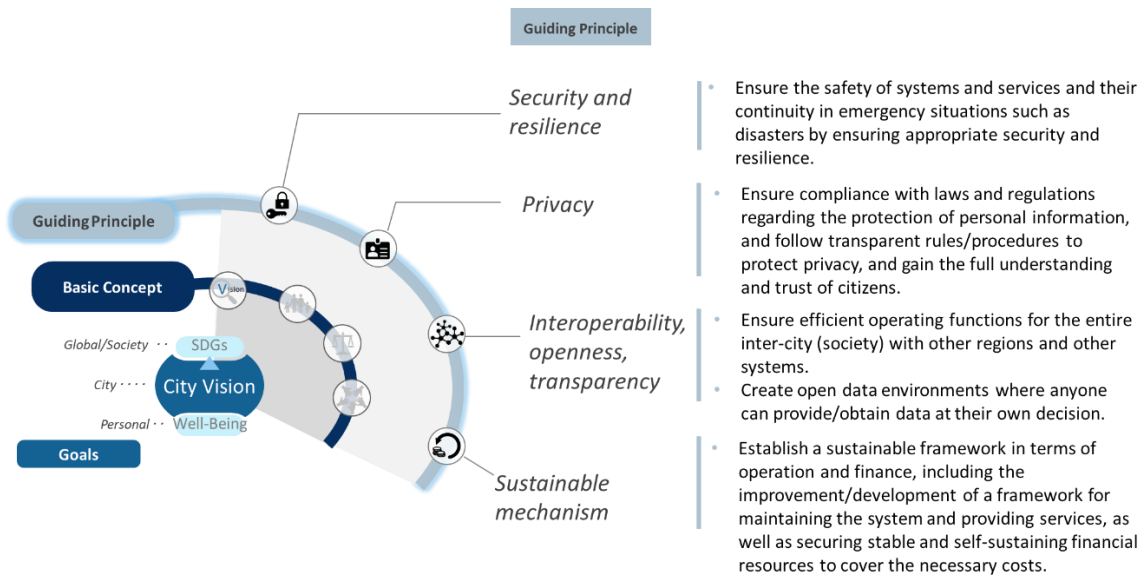 Guiding Principle
Security and
resilience
• Ensure the safety of systems and services and their
continuity in emergency situations such as
disasters by ensuring appropriate security and
resilience.
Privacy
• Ensure compliance with laws and regulations
regarding the protection of personal information,
and follow transparent rules/procedures to
protect privacy, and gain the full understanding
and trust of citizens.
Interoperability,
openness,
transparency
• Ensure efficient operating functions for the entire
inter-city (society) with other regions and other
systems.
• Create open data environments where anyone
can provide/obtain data at their own decision.
Sustainable
mechanism
• Establish a sustainable framework in terms of
operation and finance, including the
improvement/development of a framework for
maintaining the system and providing services, as
well as securing stable and self-sustaining financial
resources to cover the necessary costs.
Guiding Principle
Basic Concept
Vision
Global/Society ··
SDGs
City ····
City Vision
Personal ··
Well-Being
Goals